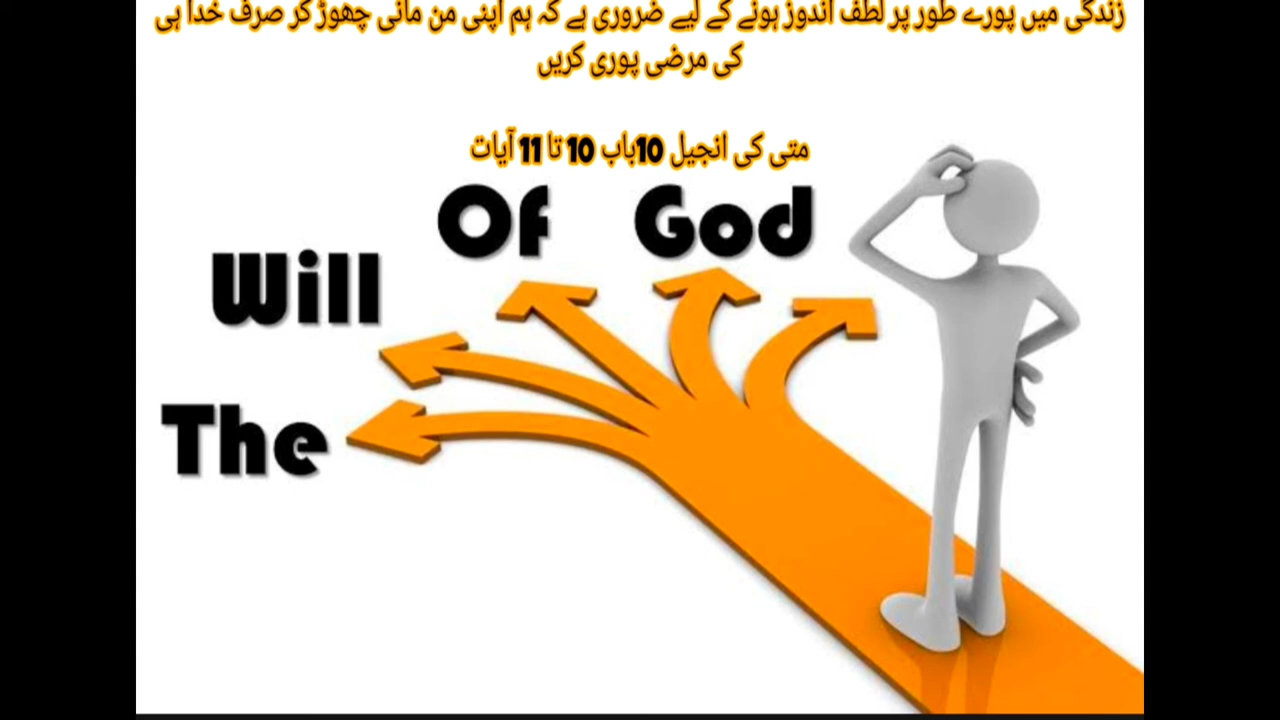 زندگی میں پورے طور پر لطف اندوز ہونے کے لیے ضروری ہے کہ ہم اپنی من مانی چھوڑ کر صرف خدا ہی
کی مرضی پوری کریں
متی کی انجیل 10باب 10 تا 11 آیات
The Will Of God